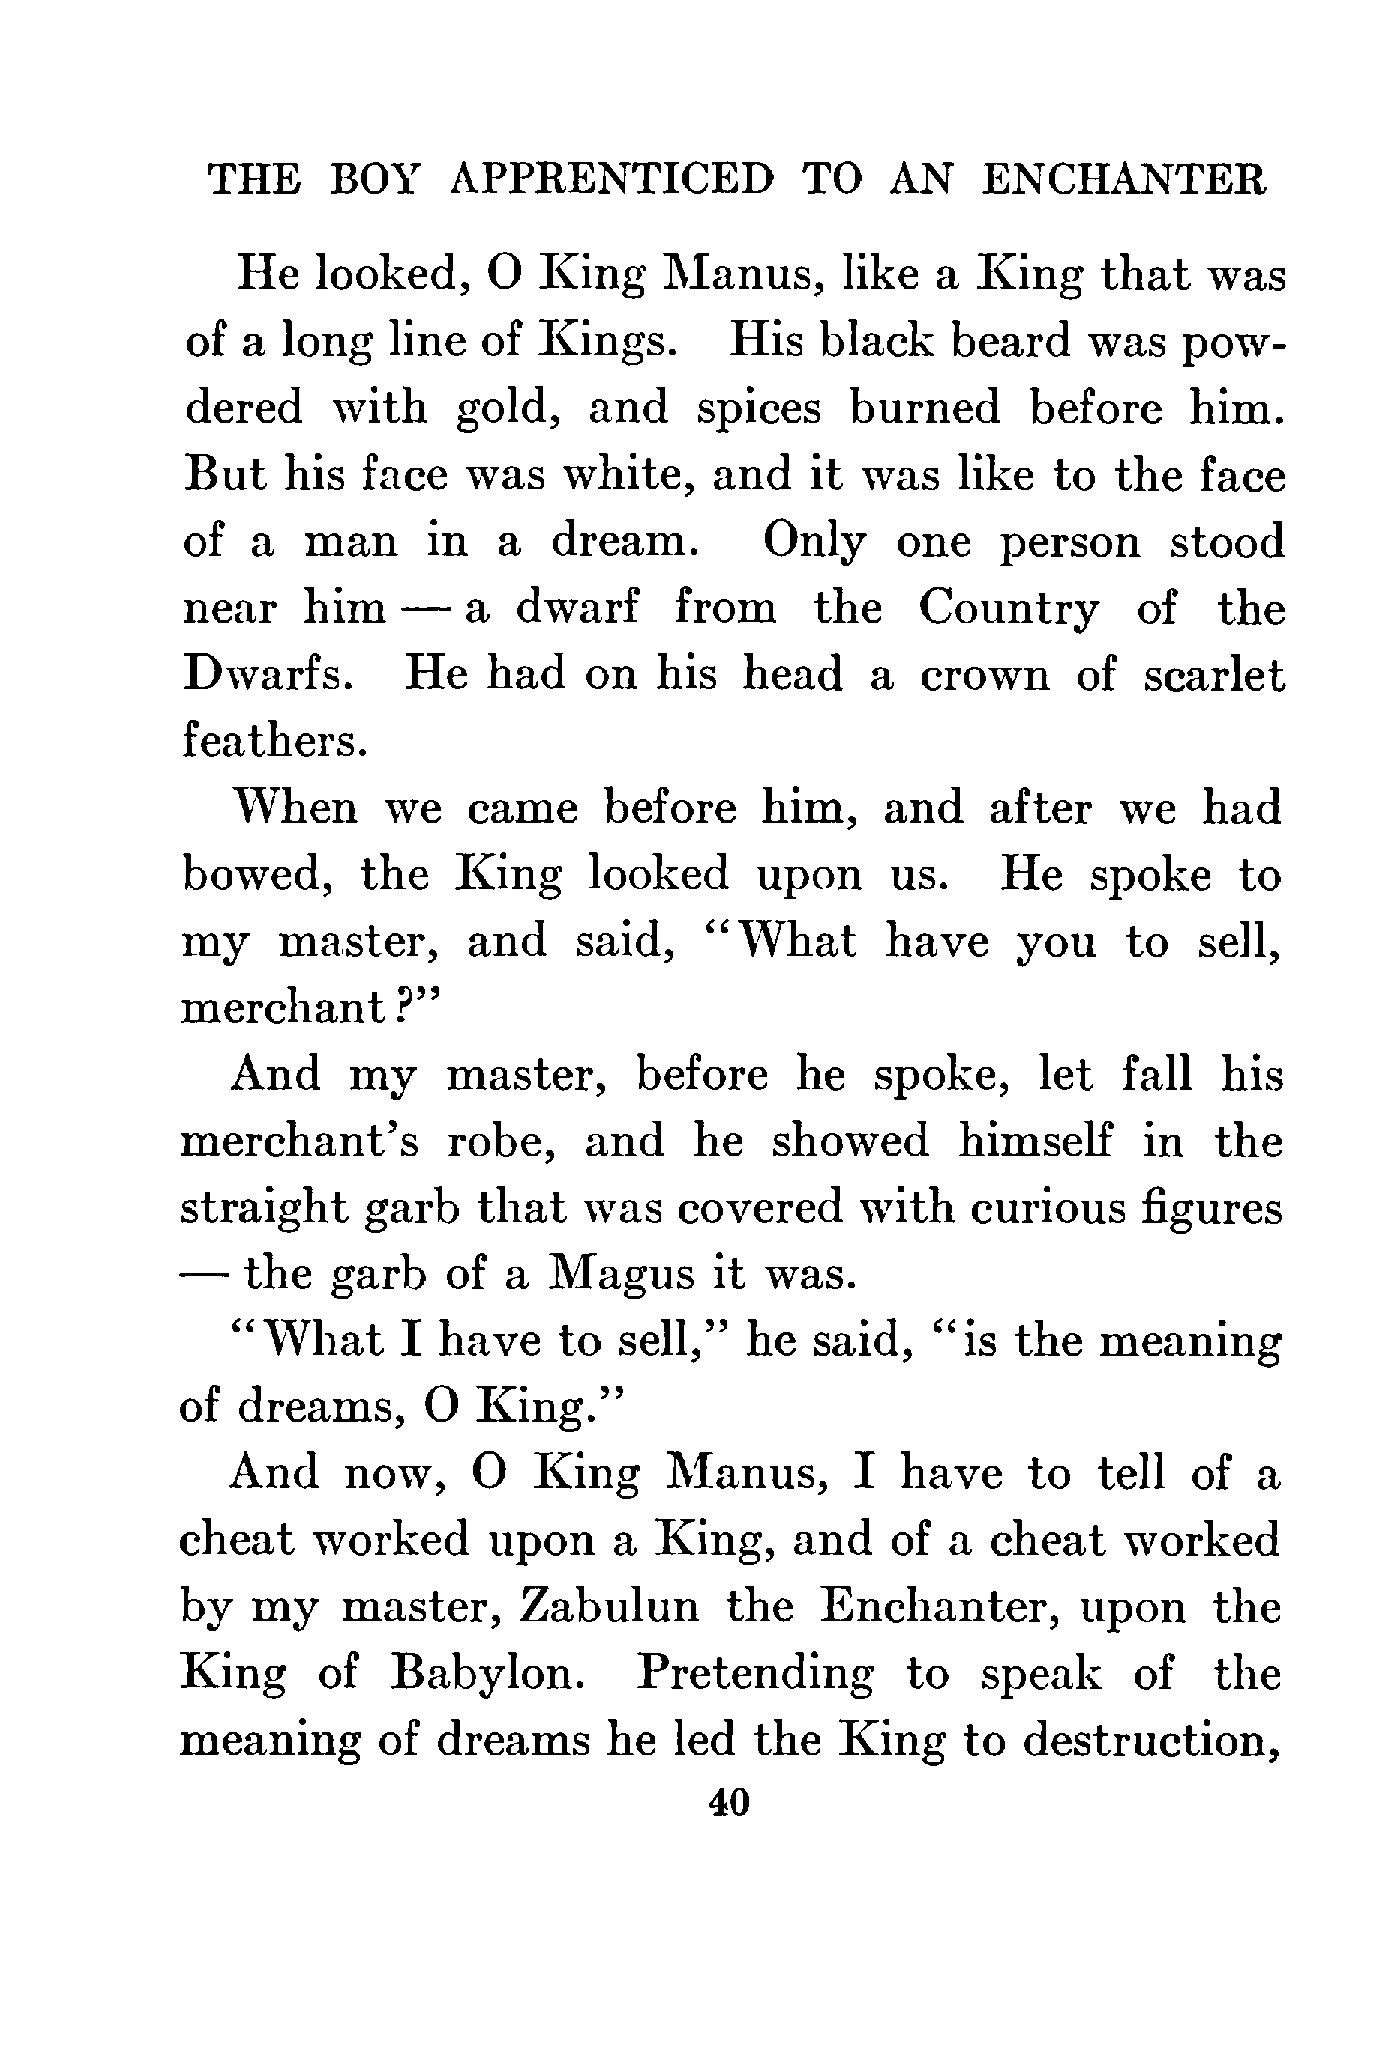 THE BOY APPRENTICED TO AN ENCHANTER
He looked, O King Manus, like a King that was
of a long line of Kings. His black beard was pow-
dered with gold, and spices burned before him.
But his face was white, and it was like to the face
of a man in a dream. Only one person stood
near him — a dwarf from the Country of the
Dwarfs. He had on his head a crown of scarlet
feathers.
When we came before him, and after we had
bowed, the King looked upon us. He spoke to
my master, and said, “What have you to sell,
merchant?”
And my master, before he spoke, let fall his
merchant’s robe, and he showed himself in the
straight garb that was covered with curious figures
— the garb of a Magus it was.
“What I have to sell,” he said, “is the meaning
of dreams, O King.”
And now, O King Manus, I have to tell of a
cheat worked upon a King, and of a cheat worked
by my master, Zabulun the Enchanter, upon the
King of Babylon. Pretending to speak of the
meaning of dreams he led the King to destruction,
40